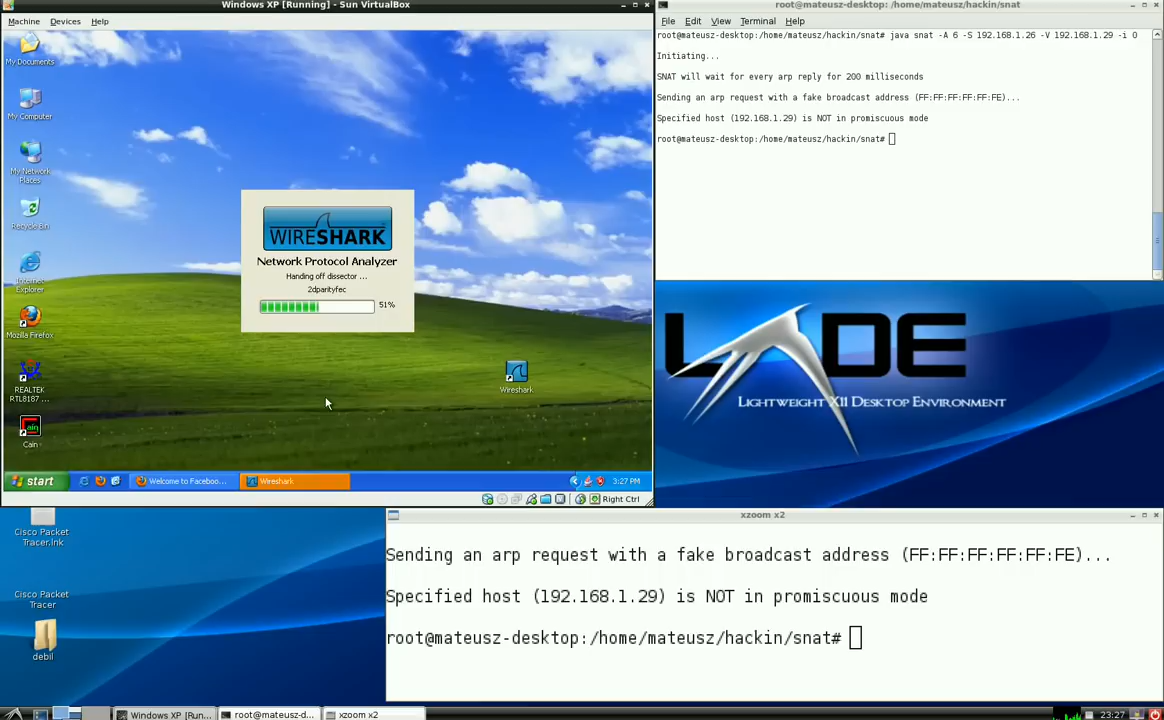 Windows XP [Running] - Sun VirtualBox
Machine Devices Help
My Documents
My Computer
My Network
Places
Recycle Bin
Internet
Explorer
Mozilla Firefox
REALTEK
RTL8187 ...
Cain
Cain
WIRESHARK
Network Protocol Analyzer
Handing off dissector ...
2dparityfec
51%
Wireshark
start
Welcome to Faceboo...
Wireshark
3:27 PM
Right Ctrl
root@mateusz-desktop: /home/mateusz/hackin/snat
File Edit View Terminal Help
root@mateusz-desktop:/home/mateusz/hackin/snat# java snat -A 6 -S 192.168.1.26 -V 192.168.1.29 -i 0
Initiating...
SNAT will wait for every arp reply for 200 milliseconds
Sending an arp request with a fake broadcast address (FF:FF:FF:FF:FF:FE)...
Specified host (192.168.1.29) is NOT in promiscuous mode
root@mateusz-desktop:/home/mateusz/hackin/snat#
LXDE
Lightweight X11 Desktop Environment
Cisco Packet
Tracer.lnk
Cisco Packet
Tracer
debil
xzoom x2
Sending an arp request with a fake broadcast address (FF:FF:FF:FF:FF:FE)...
Specified host (192.168.1.29) is NOT in promiscuous mode
root@mateusz-desktop:/home/mateusz/hackin/snat#
Windows XP [Run...
root@mateusz-d...
xzoom x2
23:27